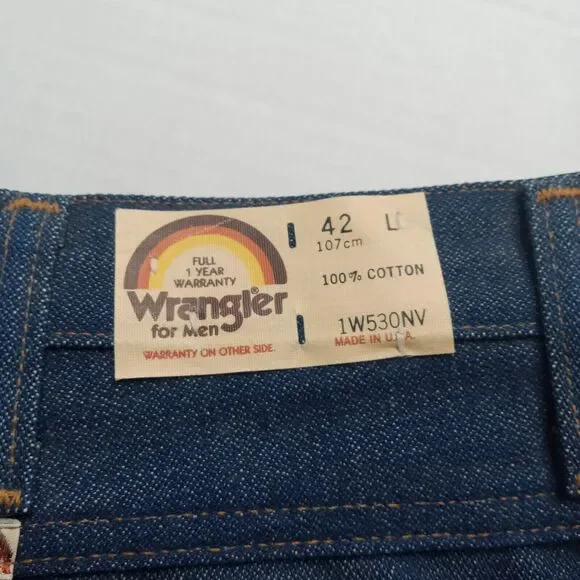 FULL
1 YEAR
WARRANTY
Wrangler
for Men
WARRANTY ON OTHER SIDE.
42
107cm
100% COTTON
1W530NV
MADE IN U.S.A.